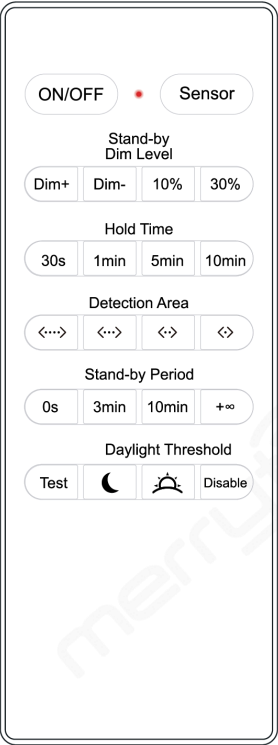 ON/OFF Sensor
Stand-by
Dim Level
Dim+ Dim- 10% 30%
Hold Time
30s 1min 5min 10min
Detection Area
<····> <···> <··> <·>
Stand-by Period
0s 3min 10min +∞
Daylight Threshold
Test Disable
merry